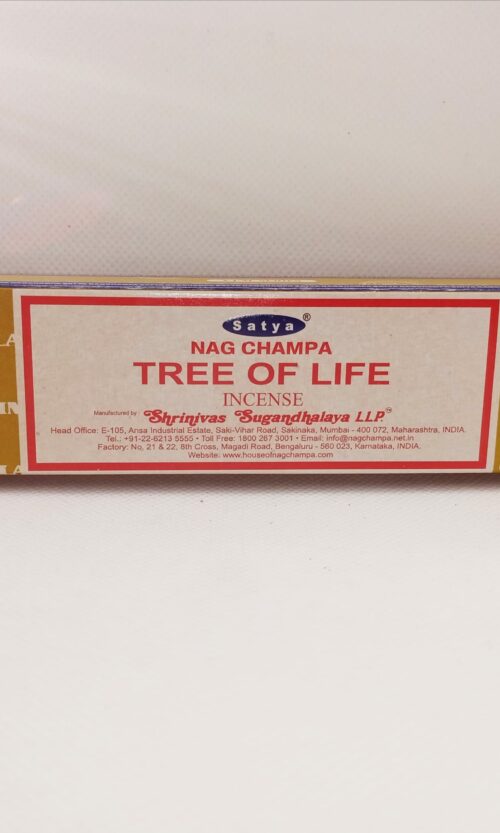 Satya®
NAG CHAMPA
TREE OF LIFE
INCENSE
Manufactured by Shrinivas Sugandhalaya LLP™
Head Office: E-105, Ansa Industrial Estate, Saki-Vihar Road, Sakinaka, Mumbai - 400 072, Maharashtra, INDIA.
Tel.: +91-22-6213 5555 • Toll Free: 1800 267 3001 • Email: info@nagchampa.net.in
Factory: No, 21 & 22, 8th Cross, Magadi Road, Bengaluru - 560 023, Karnataka, INDIA.
Website: www.houseofnagchampa.com